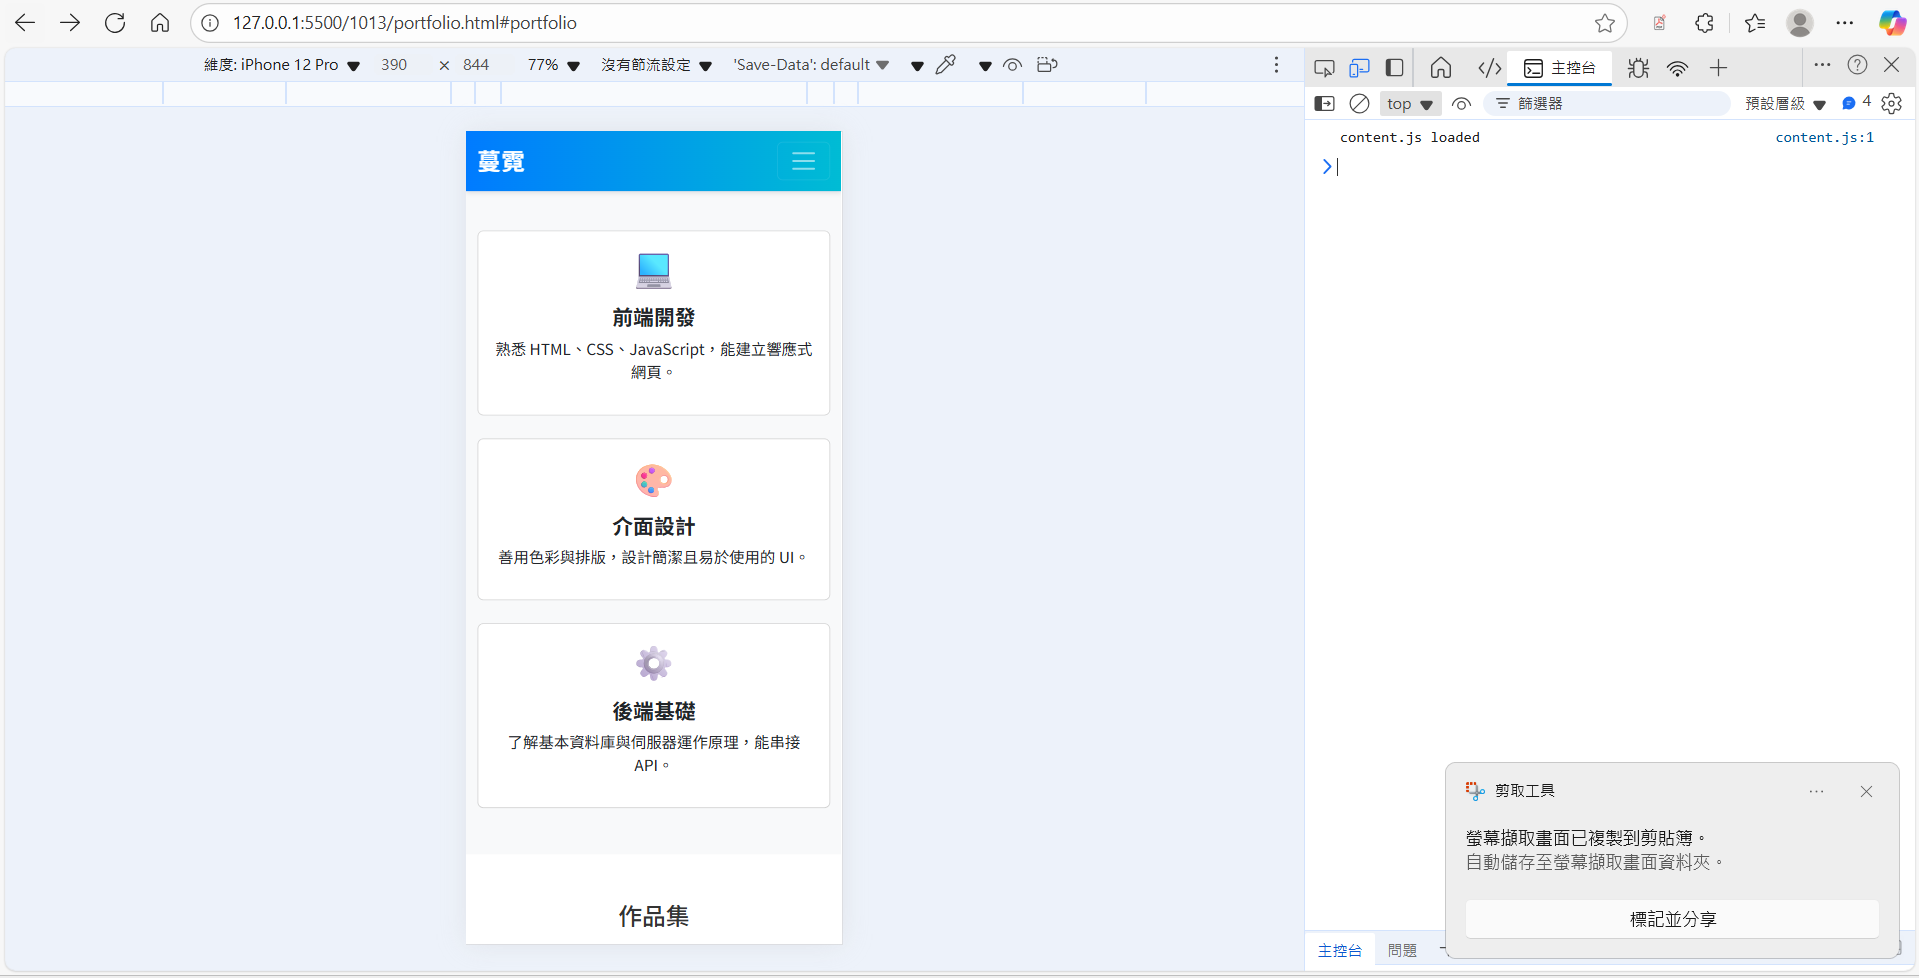 127.0.0.1:5500/1013/portfolio.html#portfolio
維度: iPhone 12 Pro
390 × 844
77%
沒有節流設定
'Save-Data': default
主控台
top
篩選器
預設層級
4
content.js loaded
content.js:1
蔓霓
前端開發
熟悉 HTML、CSS、JavaScript，能建立響應式
網頁。
介面設計
善用色彩與排版，設計簡潔且易於使用的 UI。
後端基礎
了解基本資料庫與伺服器運作原理，能串接
API。
作品集
剪取工具
螢幕擷取畫面已複製到剪貼簿。
自動儲存至螢幕擷取畫面資料夾。
標記並分享
主控台
問題